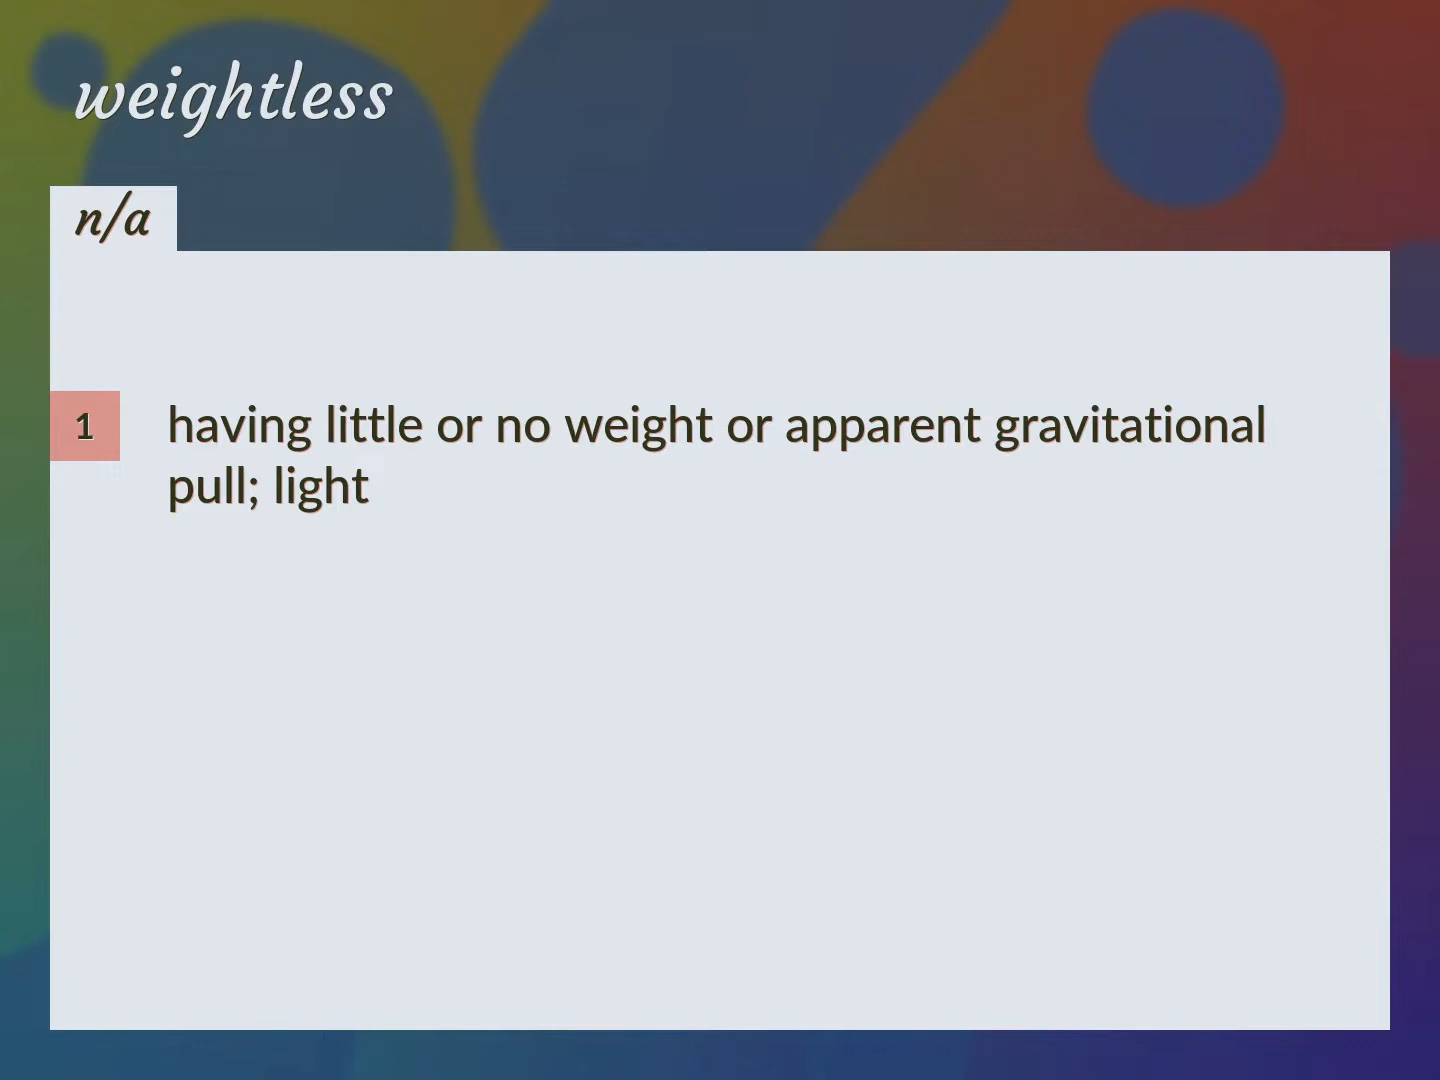 weightless
n/a
1 having little or no weight or apparent gravitational
pull; light